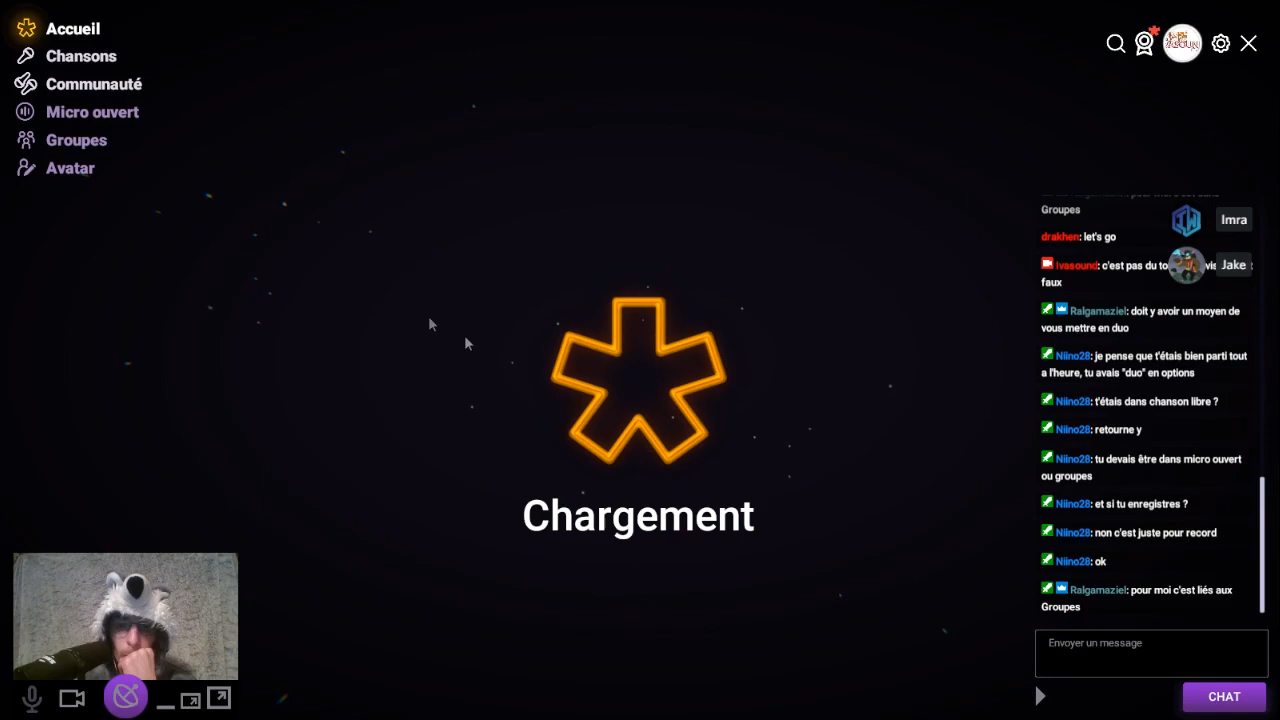 Accueil
Chansons
Communauté
Micro ouvert
Groupes
Avatar
Chargement
Groupes
Imra
drakhen: let's go
Ivasound: c'est pas du
Jake
faux
Ralgamaziel: doit y avoir un moyen de
vous mettre en duo
Niino28: je pense que t'étais bien parti tout
a l'heure, tu avais "duo" en options
Niino28: t'étais dans chanson libre ?
Niino28: retourne y
Niino28: tu devais être dans micro ouvert
ou groupes
Niino28: et si tu enregistres ?
Niino28: non c'est juste pour record
Niino28: ok
Ralgamaziel: pour moi c'est liés aux
Groupes
Envoyer un message
CHAT